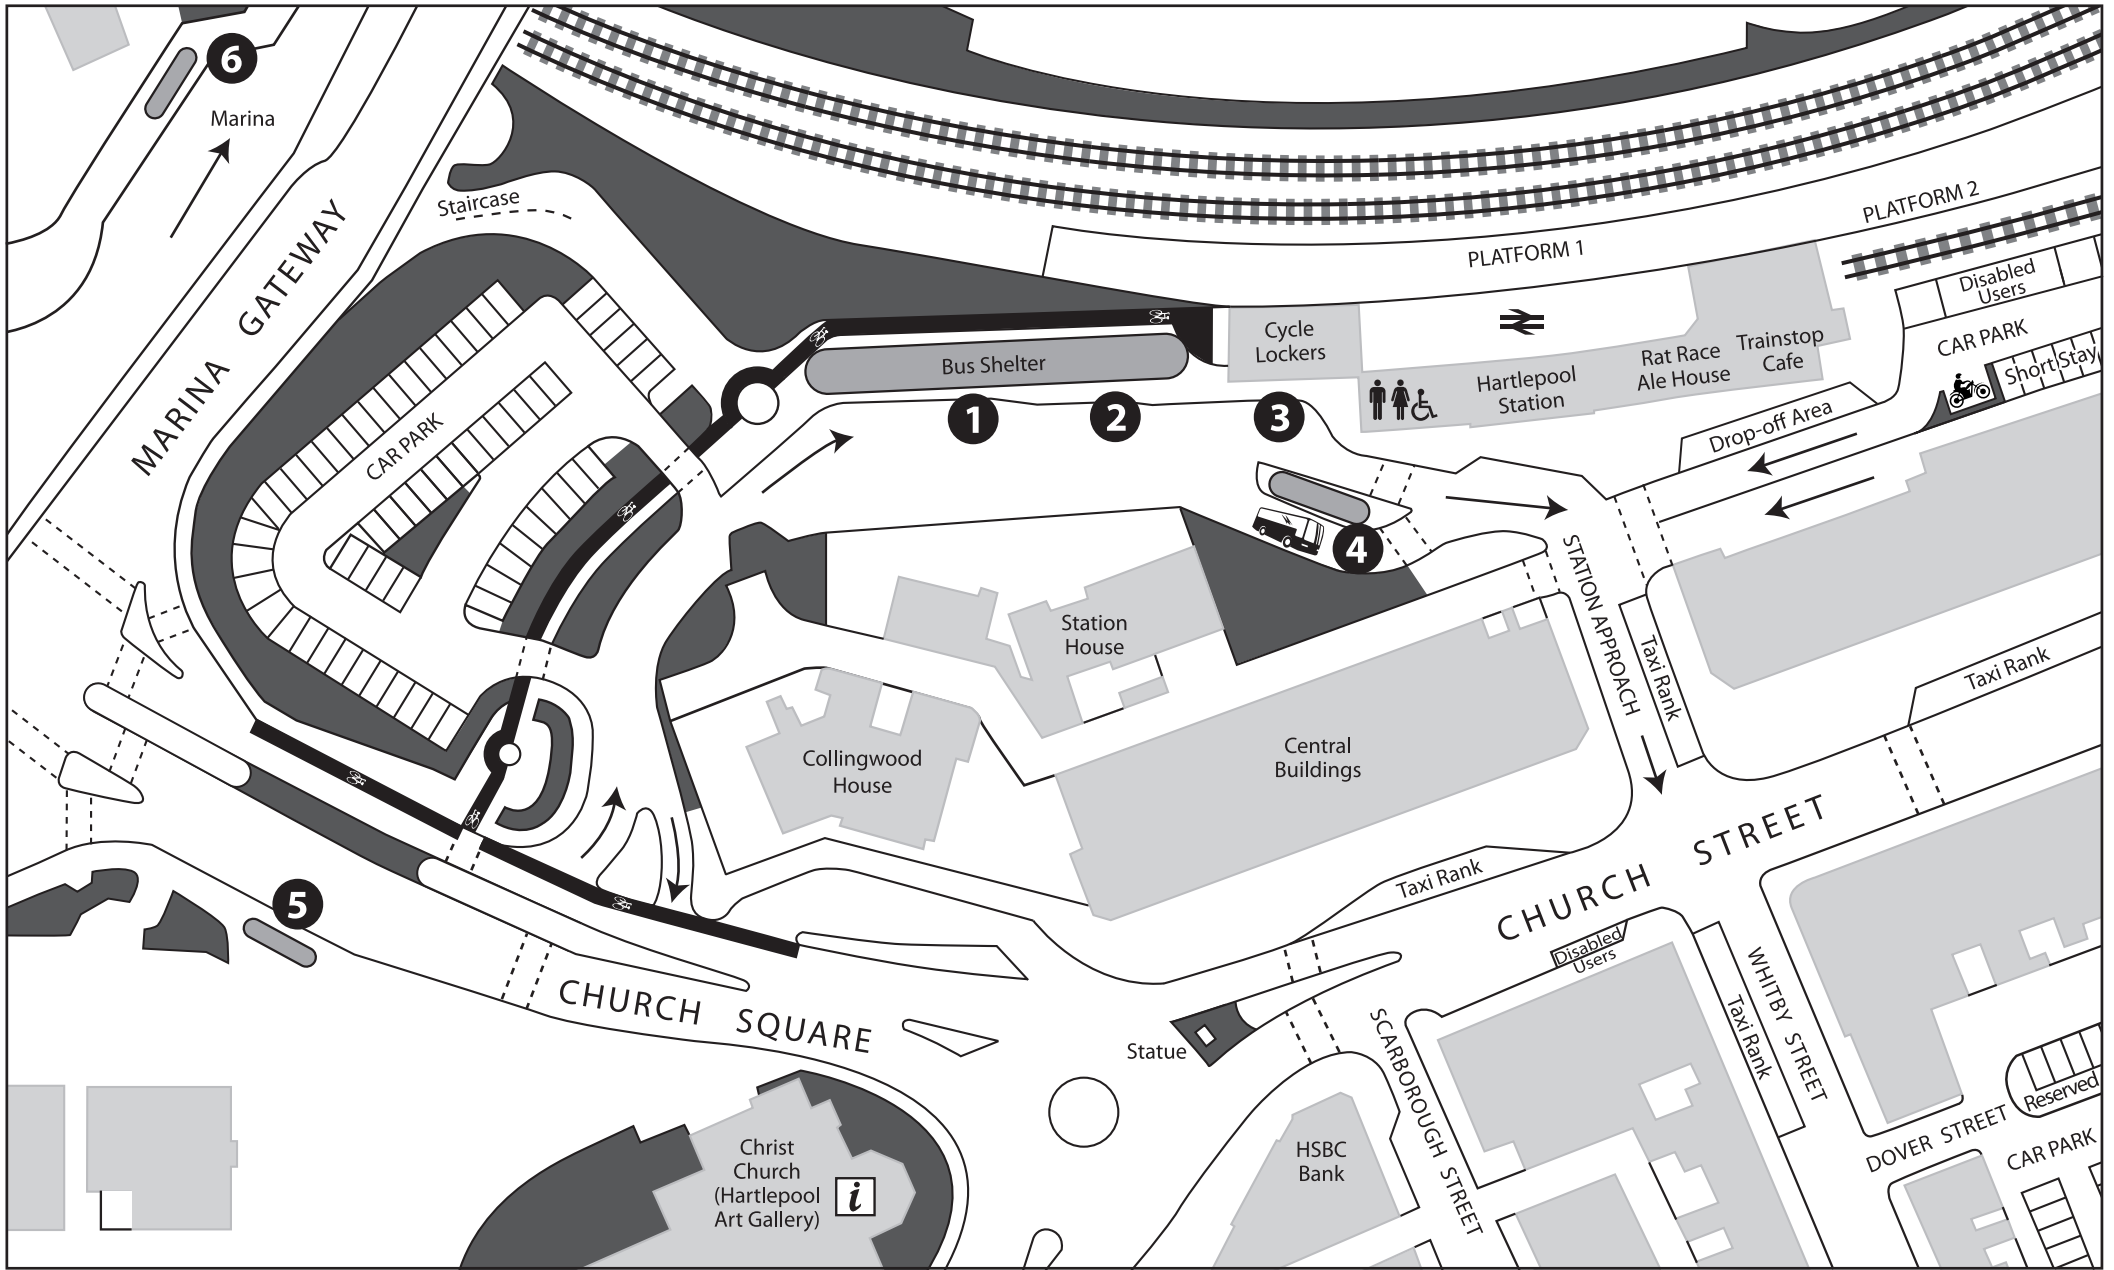 6
Marina
MARINA GATEWAY
Staircase
PLATFORM 2
PLATFORM 1
Disabled
Users
CAR PARK
Short Stay
Cycle
Lockers
Bus Shelter
Hartlepool
Station
Rat Race
Ale House
Trainstop
Cafe
Drop-off Area
CAR PARK
1
2
3
4
STATION APPROACH
Taxi Rank
Taxi Rank
Station
House
Collingwood
House
Central
Buildings
CHURCH STREET
Taxi Rank
5
Disabled
Users
WHITBY STREET
Taxi Rank
CHURCH SQUARE
Statue
SCARBOROUGH STREET
Reserved
DOVER STREET
CAR PARK
Christ
Church
(Hartlepool
Art Gallery)
i
HSBC
Bank